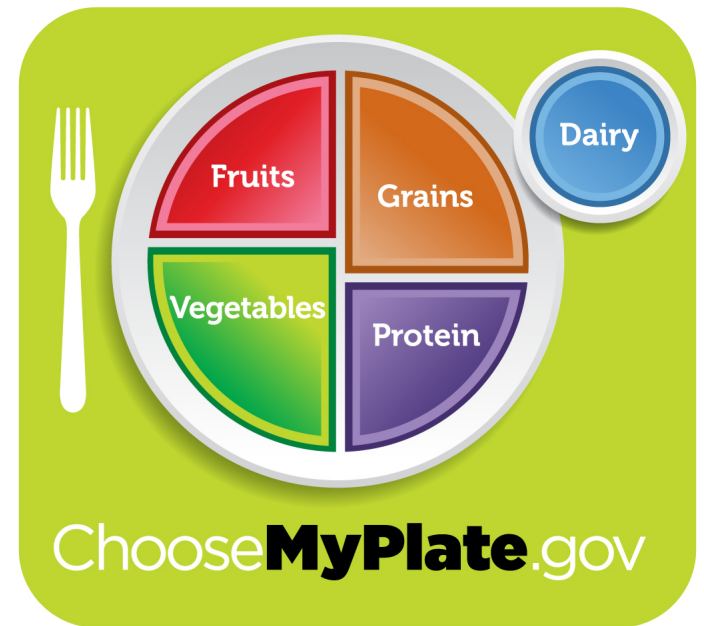 Fruits
Grains
Dairy
Vegetables
Protein
ChooseMyPlate.gov